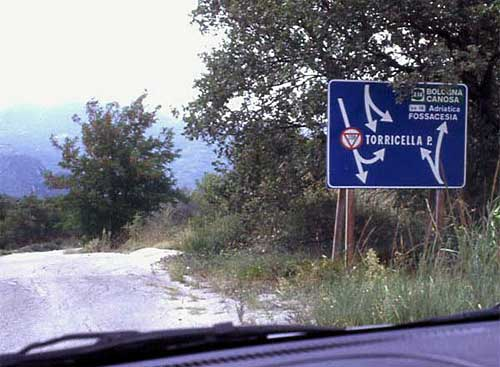 BOLOGNA
CANOSA
Adriatica
FOSSACESIA
TORRICELLA P.